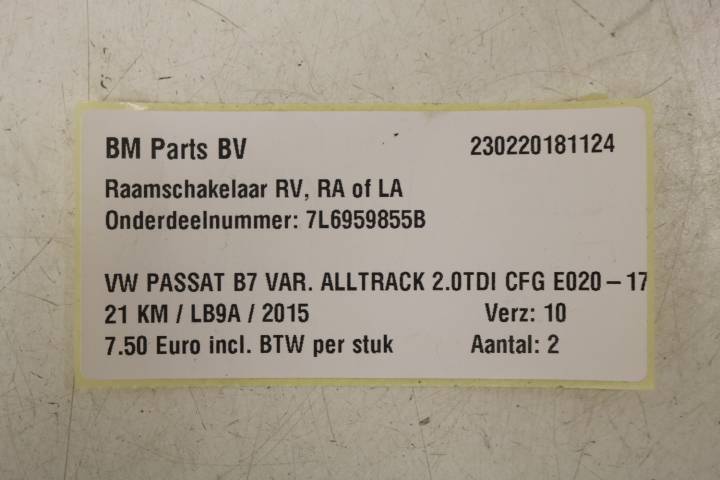 BM Parts BV 230220181124
Raamschakelaar RV, RA of LA
Onderdeelnummer: 7L6959855B
VW PASSAT B7 VAR. ALLTRACK 2.0TDI CFG E020-17
21 KM / LB9A / 2015 Verz: 10
7.50 Euro incl. BTW per stuk Aantal: 2